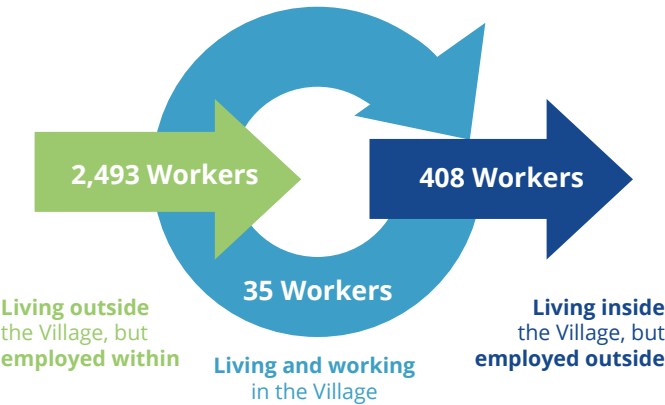 2,493 Workers
408 Workers
35 Workers
Living outside
the Village, but
employed within
Living and working
in the Village
Living inside
the Village, but
employed outside